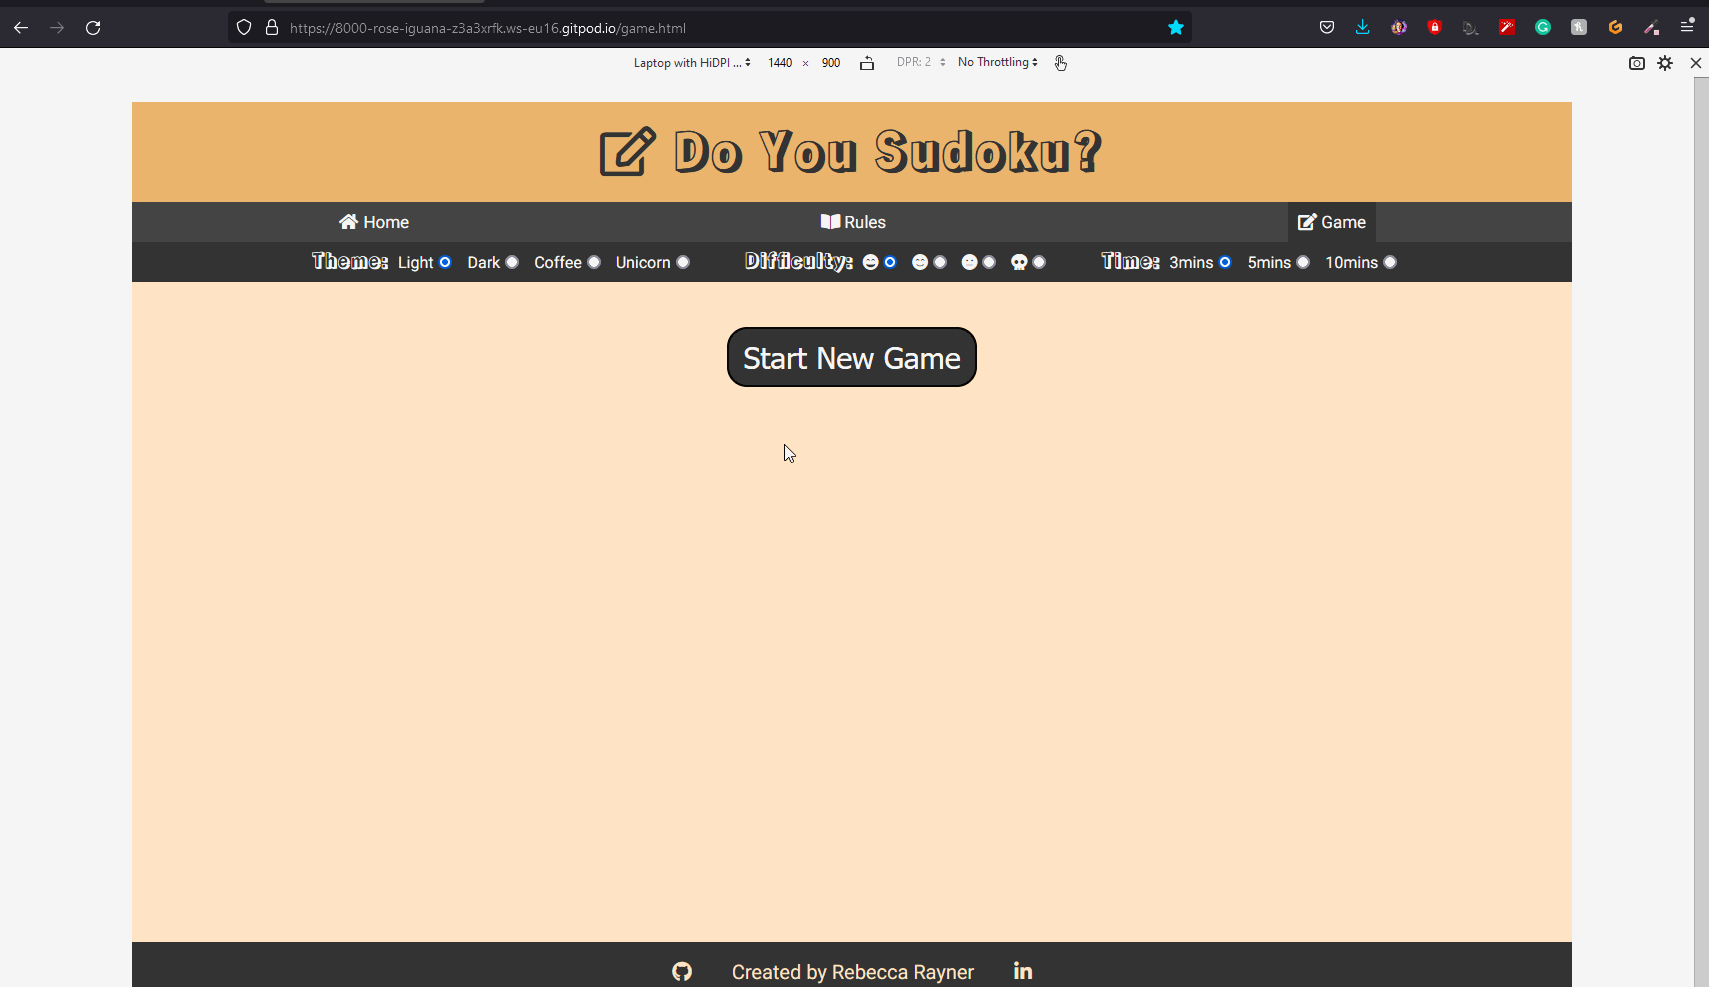 https://8000-rose-iguana-z3a3xrfk.ws-eu16.gitpod.io/game.html
Laptop with HiDPI ... 1440 × 900 DPR: 2 No Throttling
Do You Sudoku?
Home Rules Game
Theme: Light Dark Coffee Unicorn Difficulty: Time: 3mins 5mins 10mins
Start New Game
Created by Rebecca Rayner